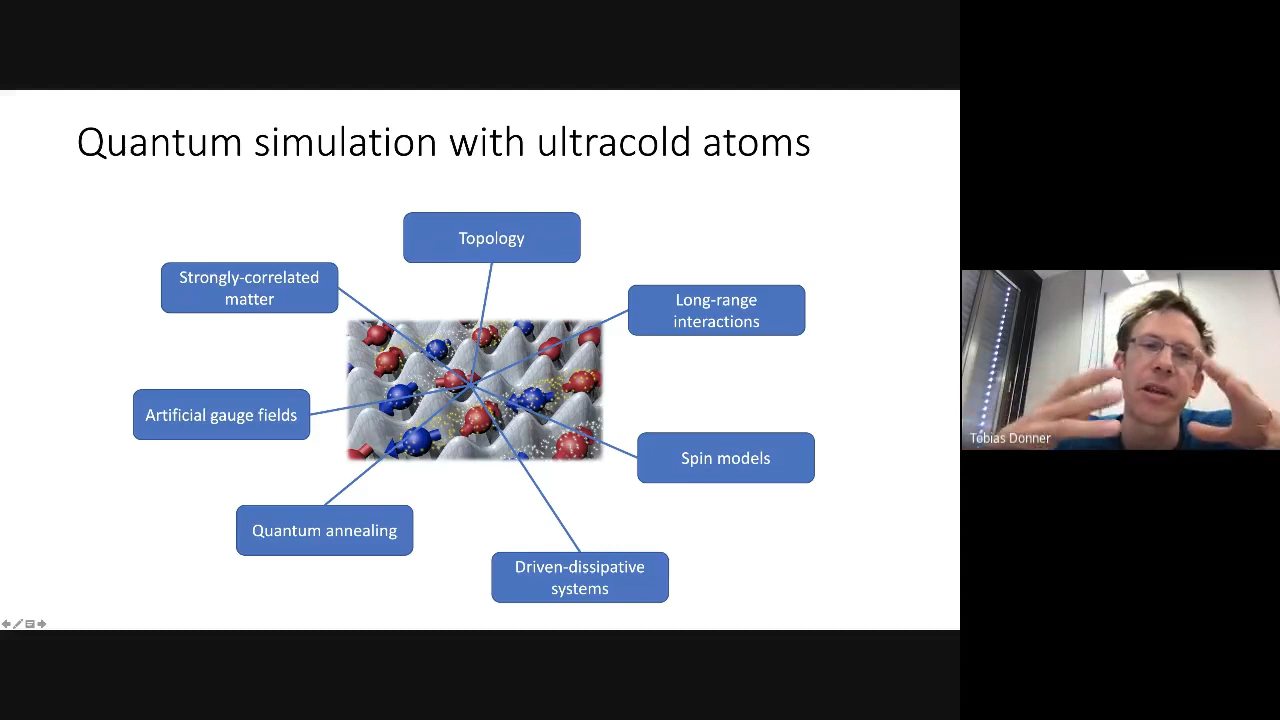 Quantum simulation with ultracold atoms
Topology
Strongly-correlated
matter
Long-range
interactions
Artificial gauge fields
Spin models
Quantum annealing
Driven-dissipative
systems
Tobias Donner